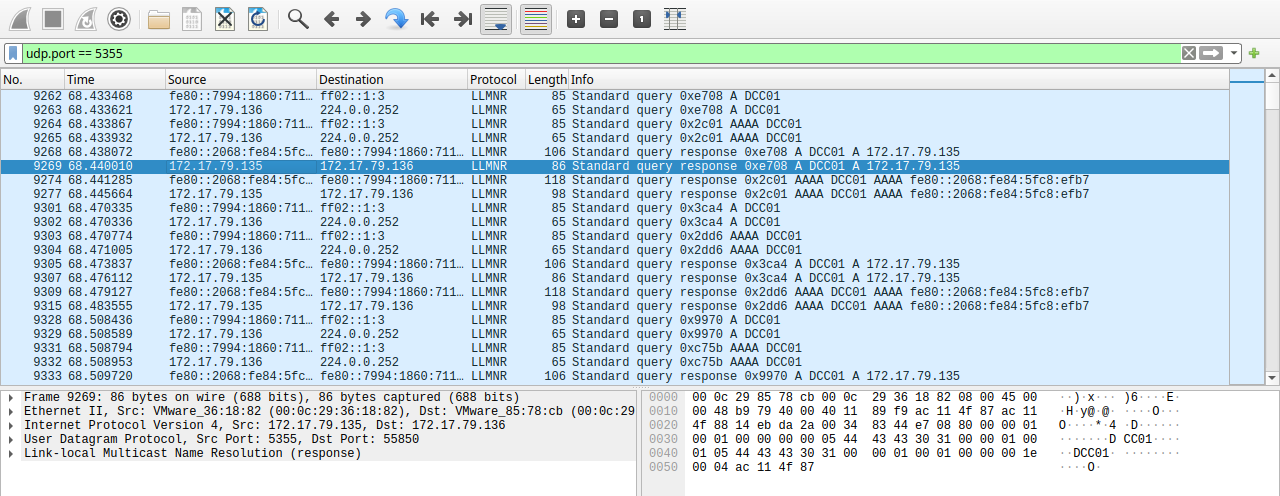 udp.port == 5355
No. Time Source Destination Protocol Length Info
9262 68.433468 fe80::7994:1860:711… ff02::1:3 LLMNR 85 Standard query 0xe708 A DCC01
9263 68.433621 172.17.79.136 224.0.0.252 LLMNR 65 Standard query 0xe708 A DCC01
9264 68.433867 fe80::7994:1860:711… ff02::1:3 LLMNR 85 Standard query 0x2c01 AAAA DCC01
9265 68.433932 172.17.79.136 224.0.0.252 LLMNR 65 Standard query 0x2c01 AAAA DCC01
9268 68.438072 fe80::2068:fe84:5fc… fe80::7994:1860:711… LLMNR 106 Standard query response 0xe708 A DCC01 A 172.17.79.135
9269 68.440010 172.17.79.135 172.17.79.136 LLMNR 86 Standard query response 0xe708 A DCC01 A 172.17.79.135
9274 68.441285 fe80::2068:fe84:5fc… fe80::7994:1860:711… LLMNR 118 Standard query response 0x2c01 AAAA DCC01 AAAA fe80::2068:fe84:5fc8:efb7
9277 68.445664 172.17.79.135 172.17.79.136 LLMNR 98 Standard query response 0x2c01 AAAA DCC01 AAAA fe80::2068:fe84:5fc8:efb7
9301 68.470335 fe80::7994:1860:711… ff02::1:3 LLMNR 85 Standard query 0x3ca4 A DCC01
9302 68.470336 172.17.79.136 224.0.0.252 LLMNR 65 Standard query 0x3ca4 A DCC01
9303 68.470774 fe80::7994:1860:711… ff02::1:3 LLMNR 85 Standard query 0x2dd6 AAAA DCC01
9304 68.471005 172.17.79.136 224.0.0.252 LLMNR 65 Standard query 0x2dd6 AAAA DCC01
9305 68.473837 fe80::2068:fe84:5fc… fe80::7994:1860:711… LLMNR 106 Standard query response 0x3ca4 A DCC01 A 172.17.79.135
9307 68.476112 172.17.79.135 172.17.79.136 LLMNR 86 Standard query response 0x3ca4 A DCC01 A 172.17.79.135
9309 68.479127 fe80::2068:fe84:5fc… fe80::7994:1860:711… LLMNR 118 Standard query response 0x2dd6 AAAA DCC01 AAAA fe80::2068:fe84:5fc8:efb7
9315 68.483555 172.17.79.135 172.17.79.136 LLMNR 98 Standard query response 0x2dd6 AAAA DCC01 AAAA fe80::2068:fe84:5fc8:efb7
9328 68.508436 fe80::7994:1860:711… ff02::1:3 LLMNR 85 Standard query 0x9970 A DCC01
9329 68.508589 172.17.79.136 224.0.0.252 LLMNR 65 Standard query 0x9970 A DCC01
9331 68.508794 fe80::7994:1860:711… ff02::1:3 LLMNR 85 Standard query 0xc75b AAAA DCC01
9332 68.508953 172.17.79.136 224.0.0.252 LLMNR 65 Standard query 0xc75b AAAA DCC01
9333 68.509720 fe80::2068:fe84:5fc… fe80::7994:1860:711… LLMNR 106 Standard query response 0x9970 A DCC01 A 172.17.79.135
Frame 9269: 86 bytes on wire (688 bits), 86 bytes captured (688 bits)
Ethernet II, Src: VMware_36:18:82 (00:0c:29:36:18:82), Dst: VMware_85:78:cb (00:0c:29
Internet Protocol Version 4, Src: 172.17.79.135, Dst: 172.17.79.136
User Datagram Protocol, Src Port: 5355, Dst Port: 55850
Link-local Multicast Name Resolution (response)
0000 00 0c 29 85 78 cb 00 0c 29 36 18 82 08 00 45 00 ··)·x··· )6····E·
0010 00 48 b9 79 40 00 40 11 89 f9 ac 11 4f 87 ac 11 ·H·y@·@· ····O···
0020 4f 88 14 eb da 2a 00 34 83 44 e7 08 80 00 00 01 O····*·4 ·D······
0030 00 01 00 00 00 00 05 44 43 43 30 31 00 00 01 00 ·······D CC01····
0040 01 05 44 43 43 30 31 00 00 01 00 01 00 00 00 1e ··DCC01· ········
0050 00 04 ac 11 4f 87 ····O·